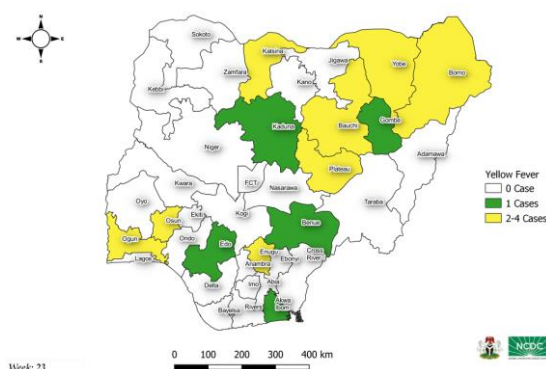 N
W E
S
Sokoto
Katsina
Jigawa
Yobe
Borno
Zamfara
Kano
Kebbi
Kaduna
Bauchi
Gombe
Niger
Adamawa
Plateau
FCT
Kwara
Nasarawa
Oyo
Taraba
Ekiti
Kogi
Osun
Benue
Ogun
Ondo
Edo
Enugu
Cross
River
Lagos
Anambra
Ebonyi
Delta
Imo
Abia
Akwa
Ibom
Bayelsa
Rivers
Yellow Fever
0 Case
1 Cases
2-4 Cases
Week: 23
0 100 200 300 400 km
NCDC